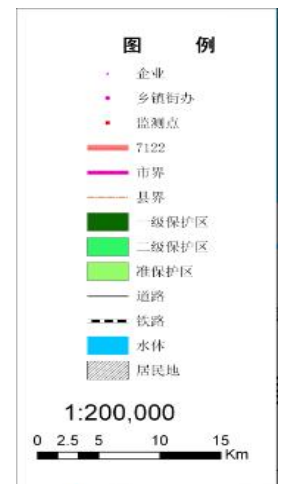 图 例
企业
乡镇街办
监测点
7122
市界
县界
一级保护区
二级保护区
准保护区
道路
铁路
水体
居民地
1:200,000
0 2.5 5 10 15
Km